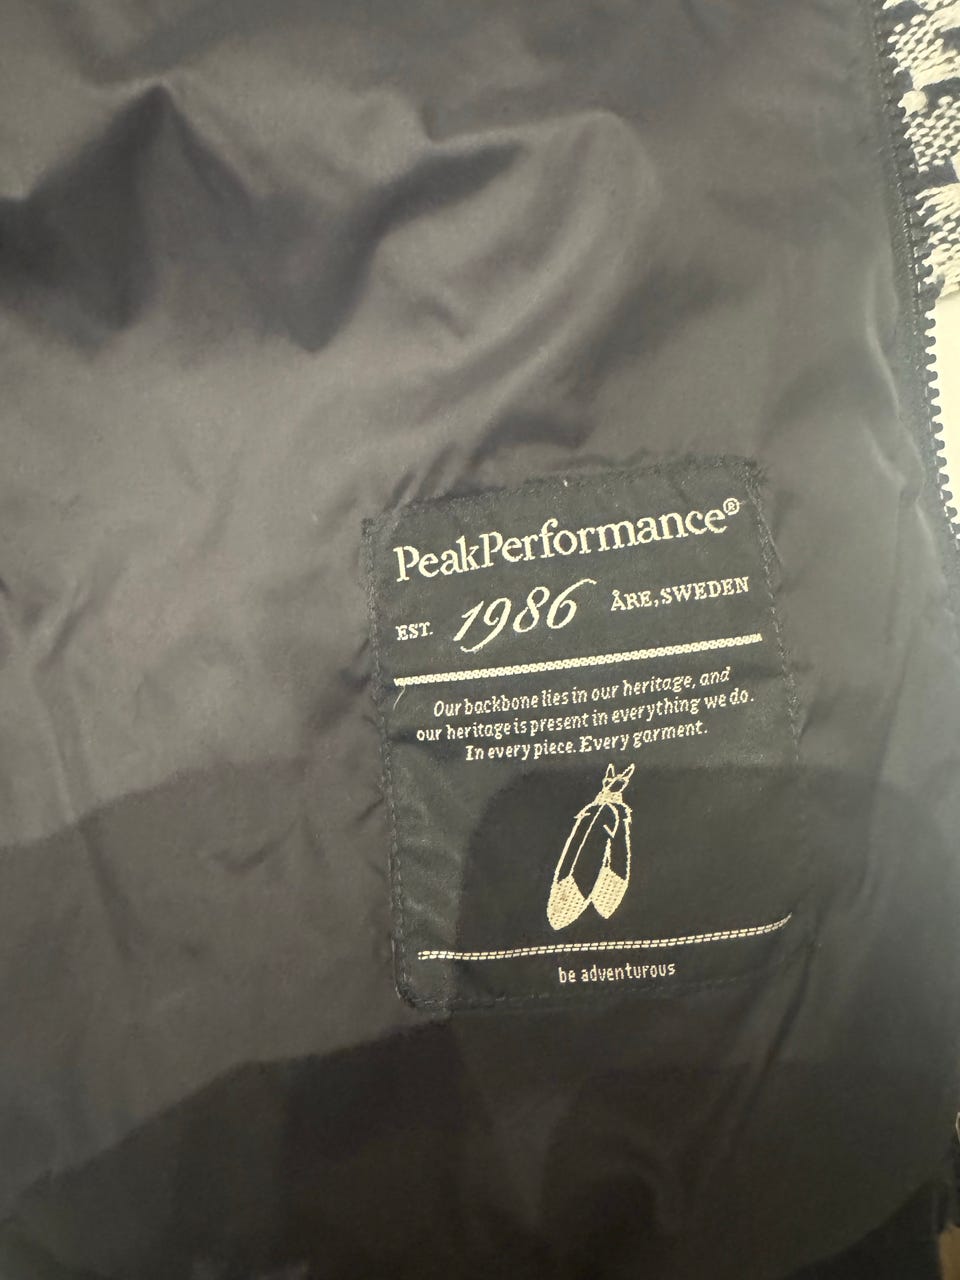 PeakPerformance®
EST. 1986 ÅRE, SWEDEN
Our backbone lies in our heritage, and
our heritage is present in everything we do.
In every piece. Every garment.
be adventurous